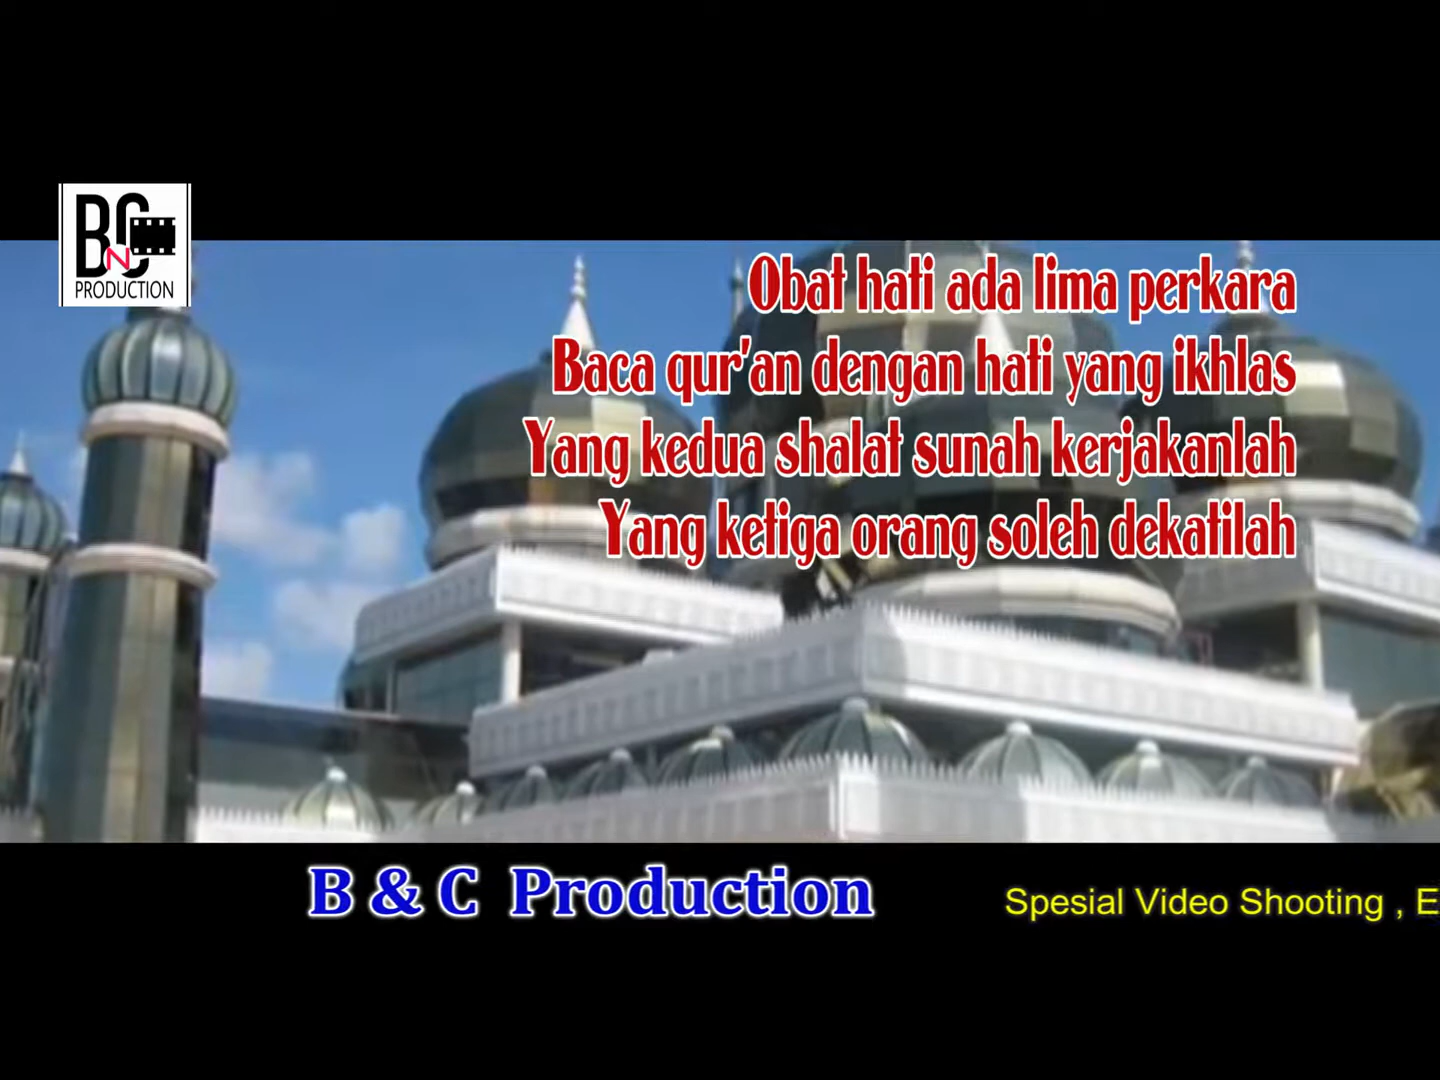 BNC
PRODUCTION
Obat hati ada lima perkara
Baca qur'an dengan hati yang ikhlas
Yang kedua shalat sunah kerjakanlah
Yang ketiga orang soleh dekatilah
B & C Production
Spesial Video Shooting , E